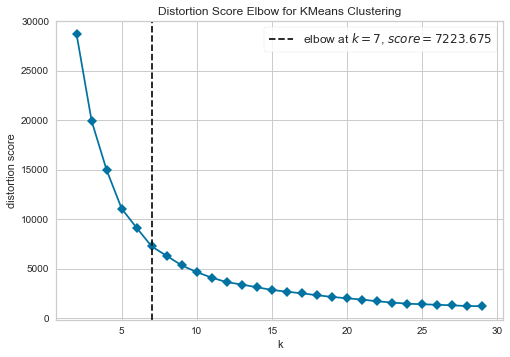 Distortion Score Elbow for KMeans Clustering
elbow at k = 7, score = 7223.675
30000
25000
20000
15000
10000
5000
0
distortion score
5 10 15 20 25 30
k